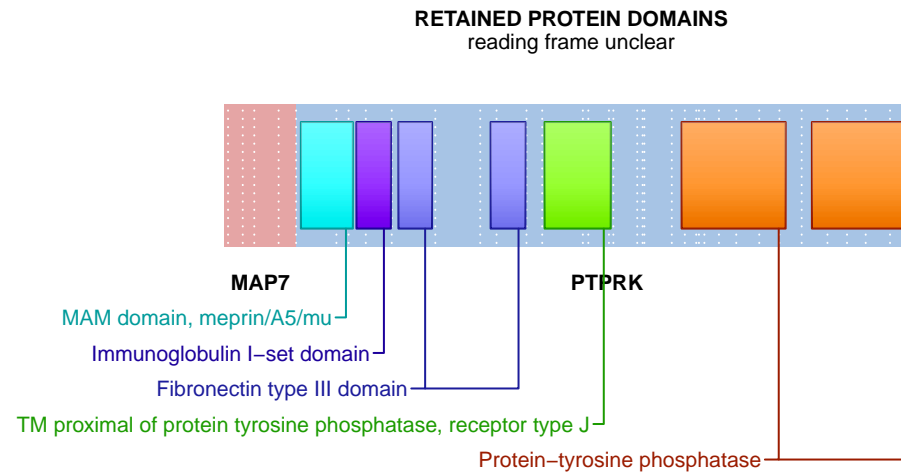 RETAINED PROTEIN DOMAINS
reading frame unclear
MAP7 PTPRK
MAM domain, meprin/A5/mu
Immunoglobulin I−set domain
Fibronectin type III domain
TM proximal of protein tyrosine phosphatase, receptor type J
Protein−tyrosine phosphatase